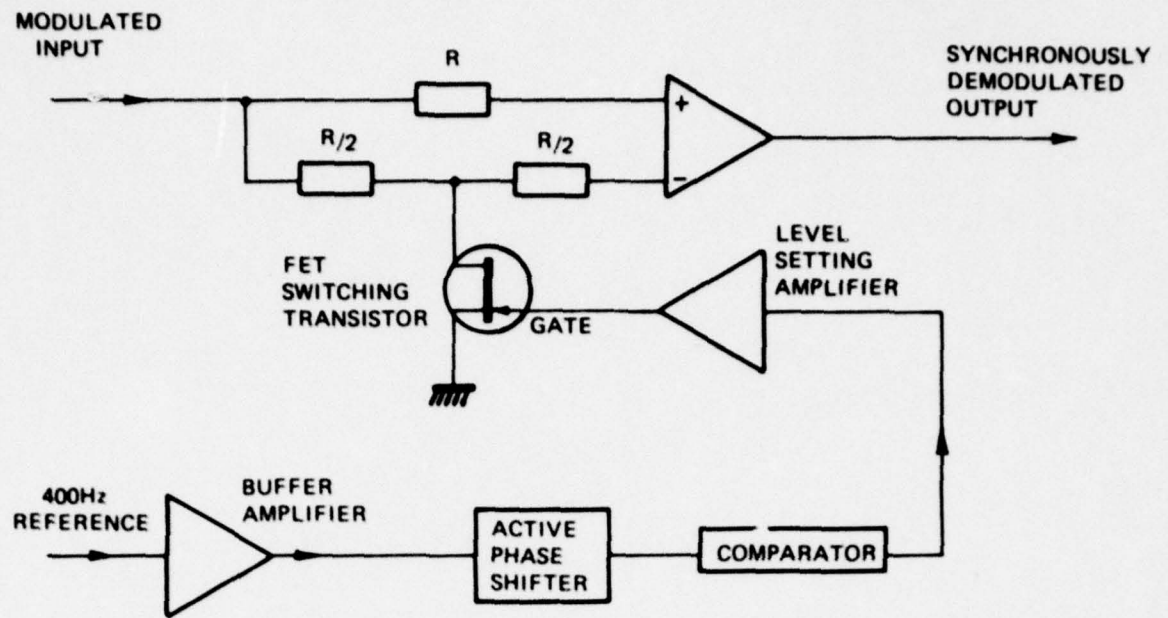 MODULATED
INPUT
R
SYNCHRONOUSLY
DEMODULATED
OUTPUT
+
R/2
R/2
−
FET
SWITCHING
TRANSISTOR
GATE
LEVEL
SETTING
AMPLIFIER
400Hz
REFERENCE
BUFFER
AMPLIFIER
ACTIVE
PHASE
SHIFTER
COMPARATOR